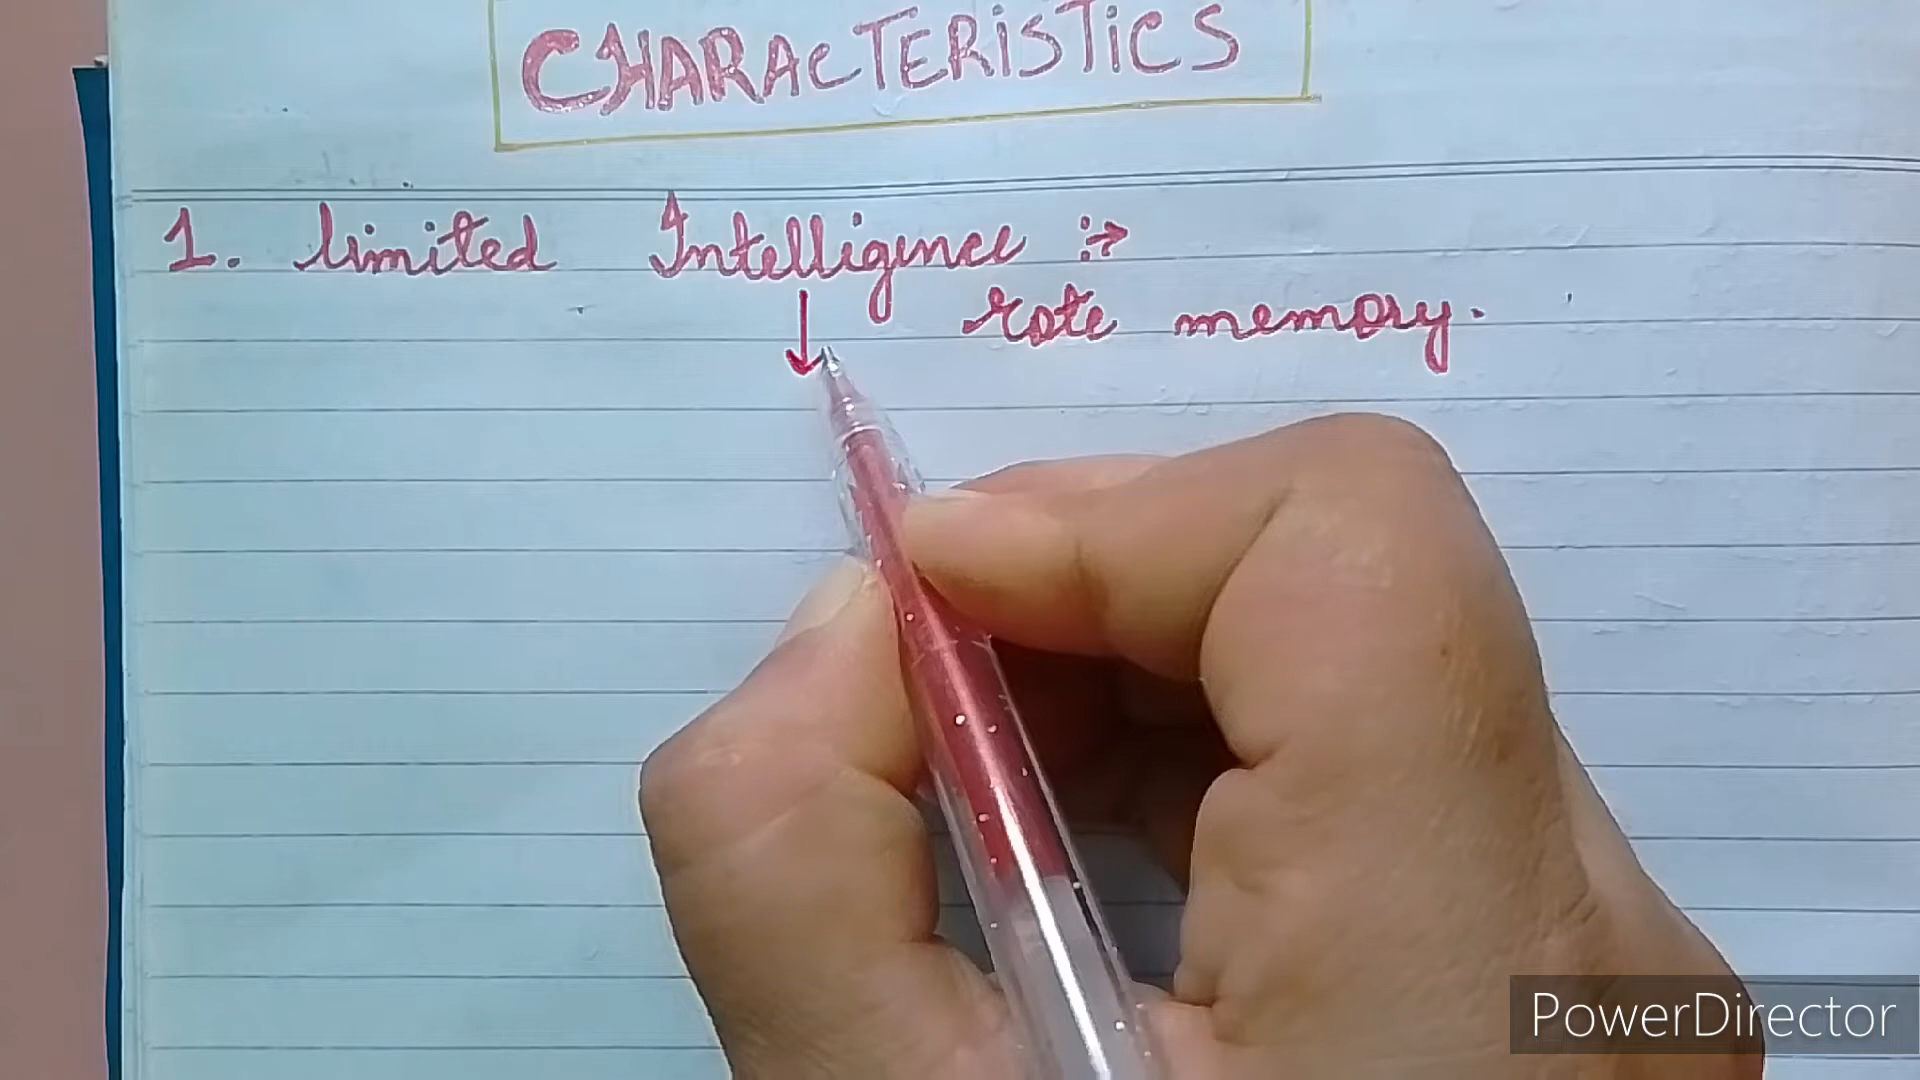 CHARACTERISTICS
1. limited Intelligence :→
↓ rote memory.
PowerDirector